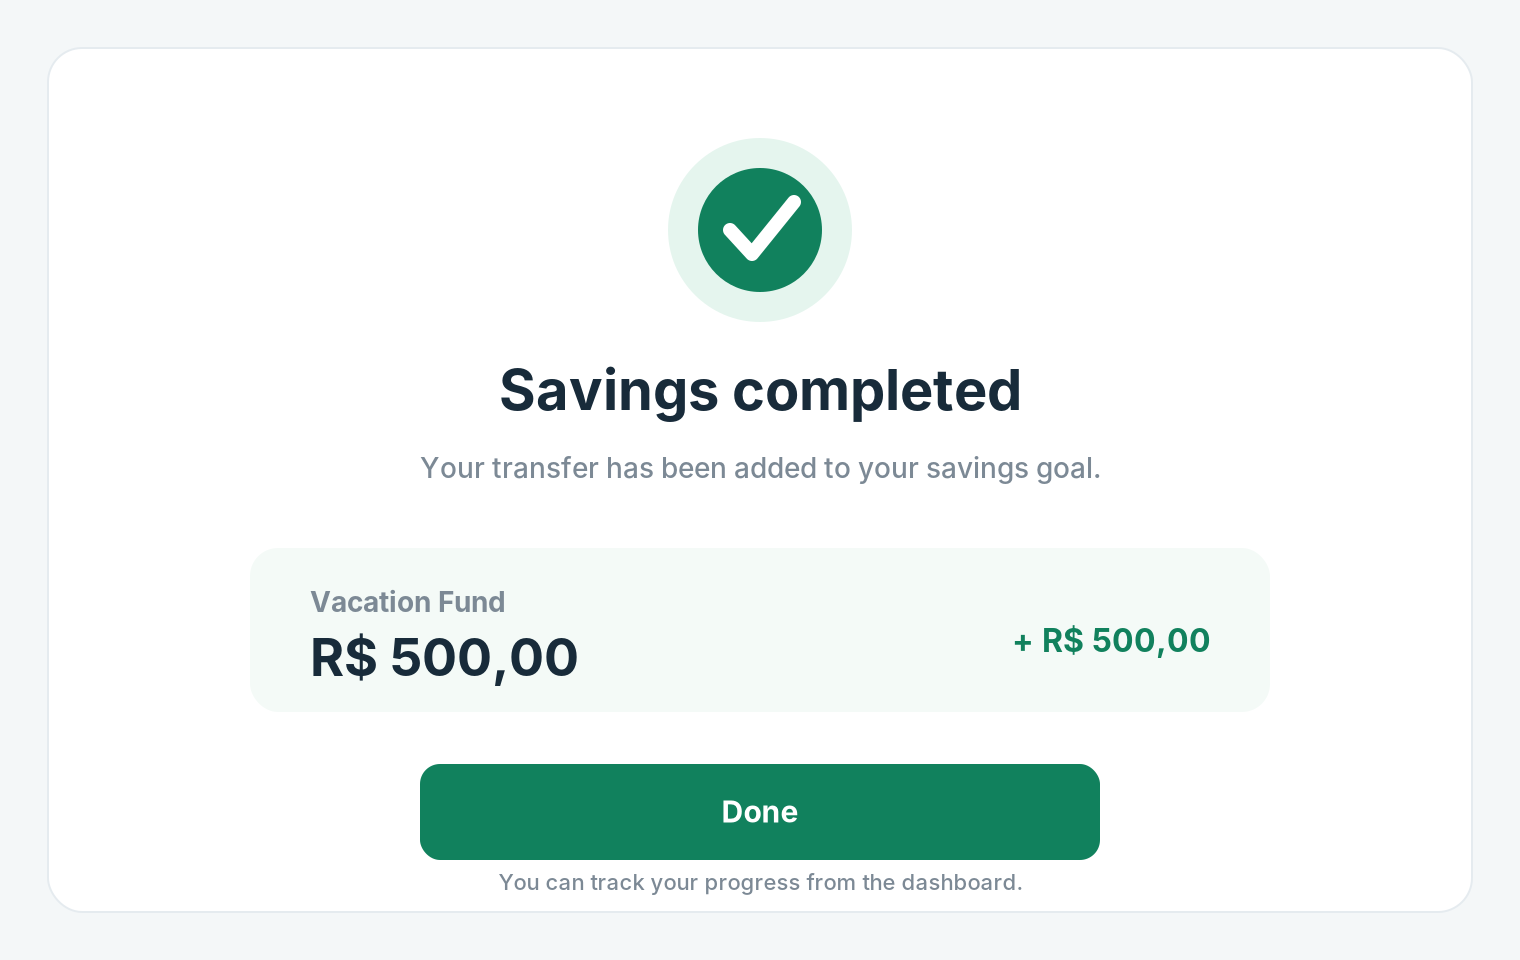 Savings completed
Your transfer has been added to your savings goal.
Vacation Fund
R$ 500,00
+ R$ 500,00
Done
You can track your progress from the dashboard.